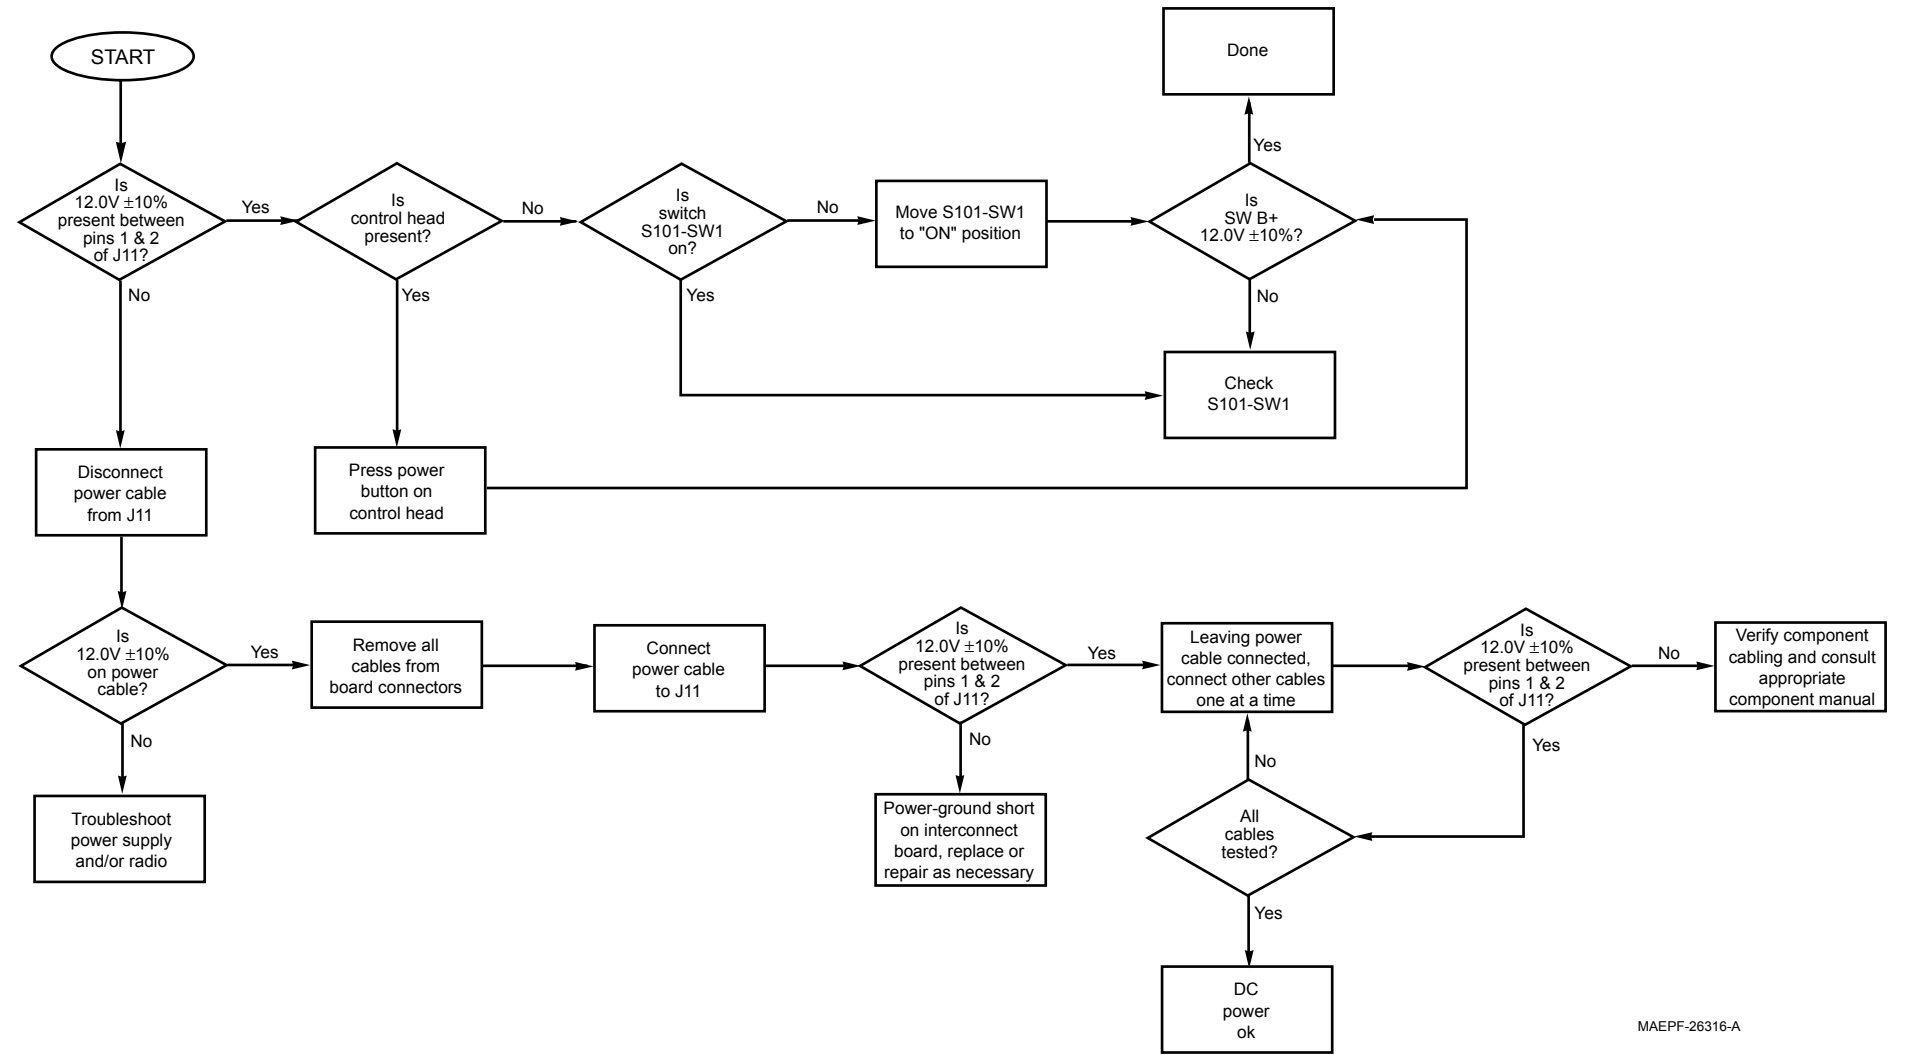 START
Is
12.0V ±10%
present between
pins 1 & 2
of J11?
Yes
No
Is
control head
present?
No
Yes
Is
switch
S101-SW1
on?
No
Yes
Move S101-SW1
to "ON" position
Is
SW B+
12.0V ±10%?
Yes
No
Done
Check
S101-SW1
Disconnect
power cable
from J11
Press power
button on
control head
Is
12.0V ±10%
on power
cable?
Yes
No
Remove all
cables from
board connectors
Connect
power cable
to J11
Is
12.0V ±10%
present between
pins 1 & 2
of J11?
Yes
No
Leaving power
cable connected,
connect other cables
one at a time
Is
12.0V ±10%
present between
pins 1 & 2
of J11?
No
Yes
Verify component
cabling and consult
appropriate
component manual
Troubleshoot
power supply
and/or radio
Power-ground short
on interconnect
board, replace or
repair as necessary
No
All
cables
tested?
Yes
DC
power
ok
MAEPF-26316-A